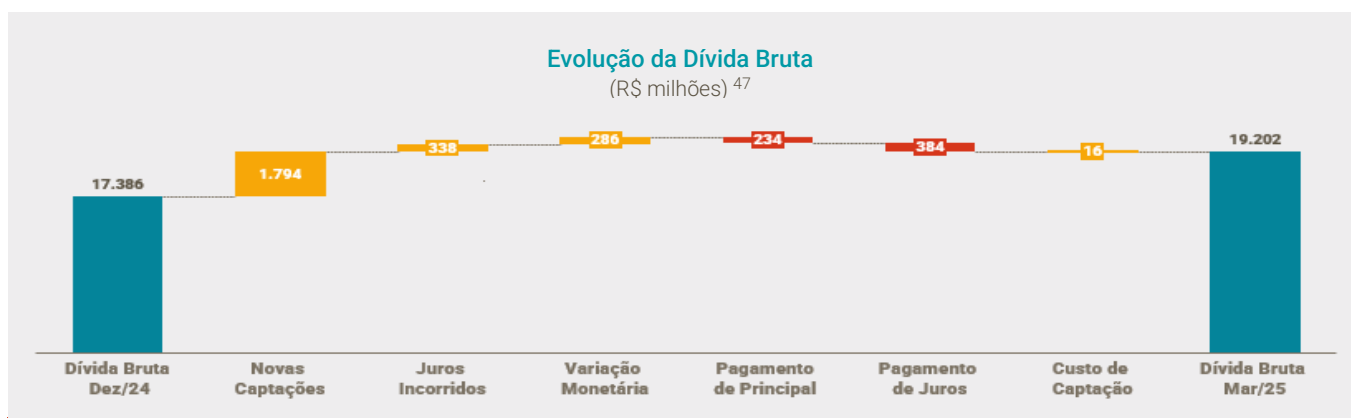 Evolução da Dívida Bruta
(R$ milhões) 47
17.386
1.794
338
286
234
384
16
19.202
Dívida Bruta
Dez/24
Novas
Captações
Juros
Incorridos
Variação
Monetária
Pagamento
de Principal
Pagamento
de Juros
Custo de
Captação
Dívida Bruta
Mar/25